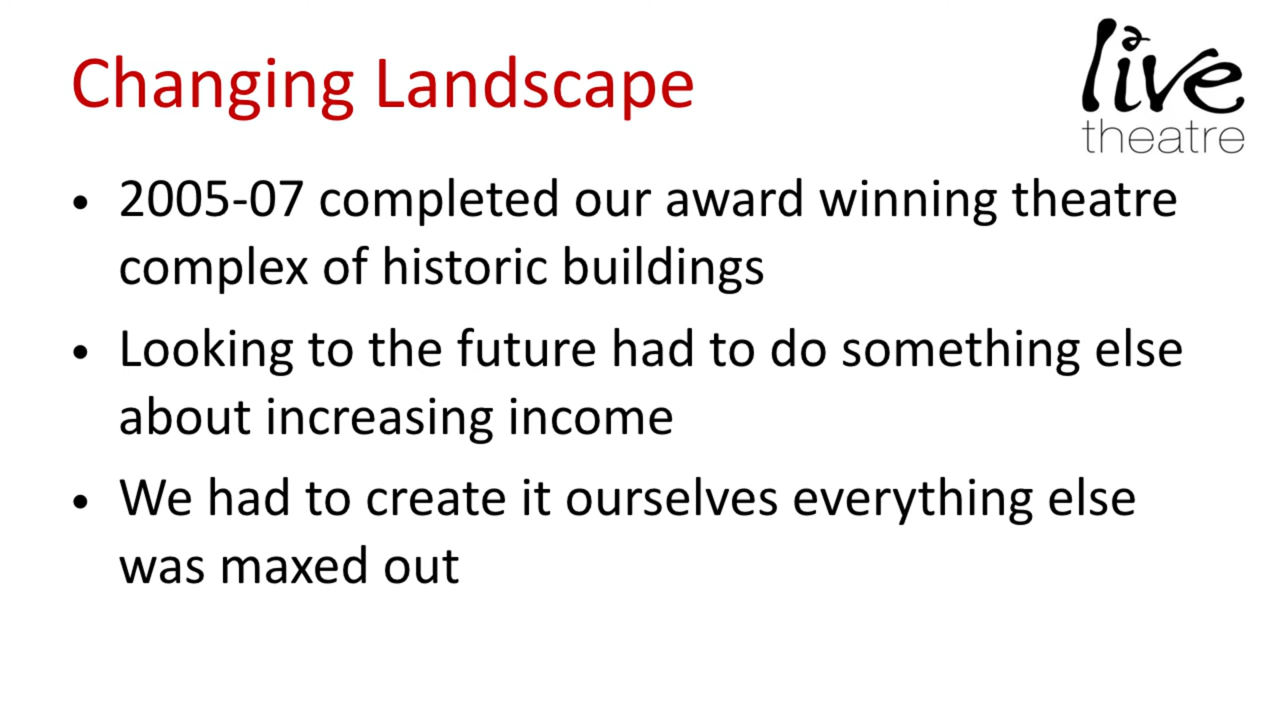 Changing Landscape
live
theatre
• 2005-07 completed our award winning theatre
complex of historic buildings
• Looking to the future had to do something else
about increasing income
• We had to create it ourselves everything else
was maxed out